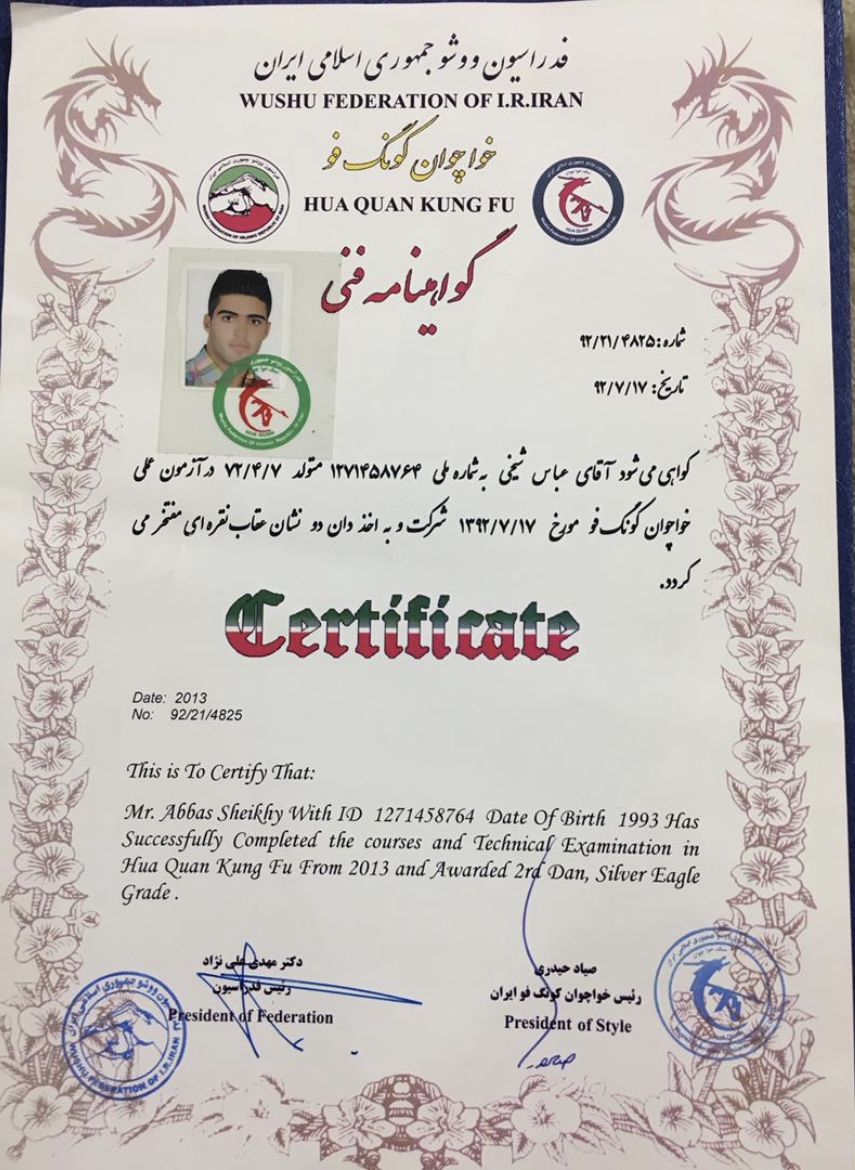 فدراسیون ووشو جمهوری اسلامی ایران
WUSHU FEDERATION OF I.R.IRAN
خواچوان کونگ فو
HUA QUAN KUNG FU
گواهینامه فنی
شماره: ۹۲/۲۱/۴۸۲۵
تاریخ: ۹۲/۷/۱۷
گواهی می شود آقای عباس شیخی به شماره ملی ۱۲۷۱۴۵۸۷۶۴ متولد ۷۲/۴/۷ در آزمون عملی
خواچوان کونگ فو مورخ ۱۳۹۲/۷/۱۷ شرکت و به اخذ دان دو نشان عقاب نقره ای مفتخر می
گردد.
Certificate
Date: 2013
No: 92/21/4825
This is To Certify That:
Mr. Abbas Sheikhy With ID 1271458764 Date Of Birth 1993 Has
Successfully Completed the courses and Technical Examination in
Hua Quan Kung Fu From 2013 and Awarded 2rd Dan, Silver Eagle
Grade .
دکتر مهدی علی نژاد
رئیس فدراسیون
President of Federation
صیاد حیدری
رئیس خواچوان کونگ فو ایران
President of Style
WUSHU FEDERATION OF I.R.IRAN